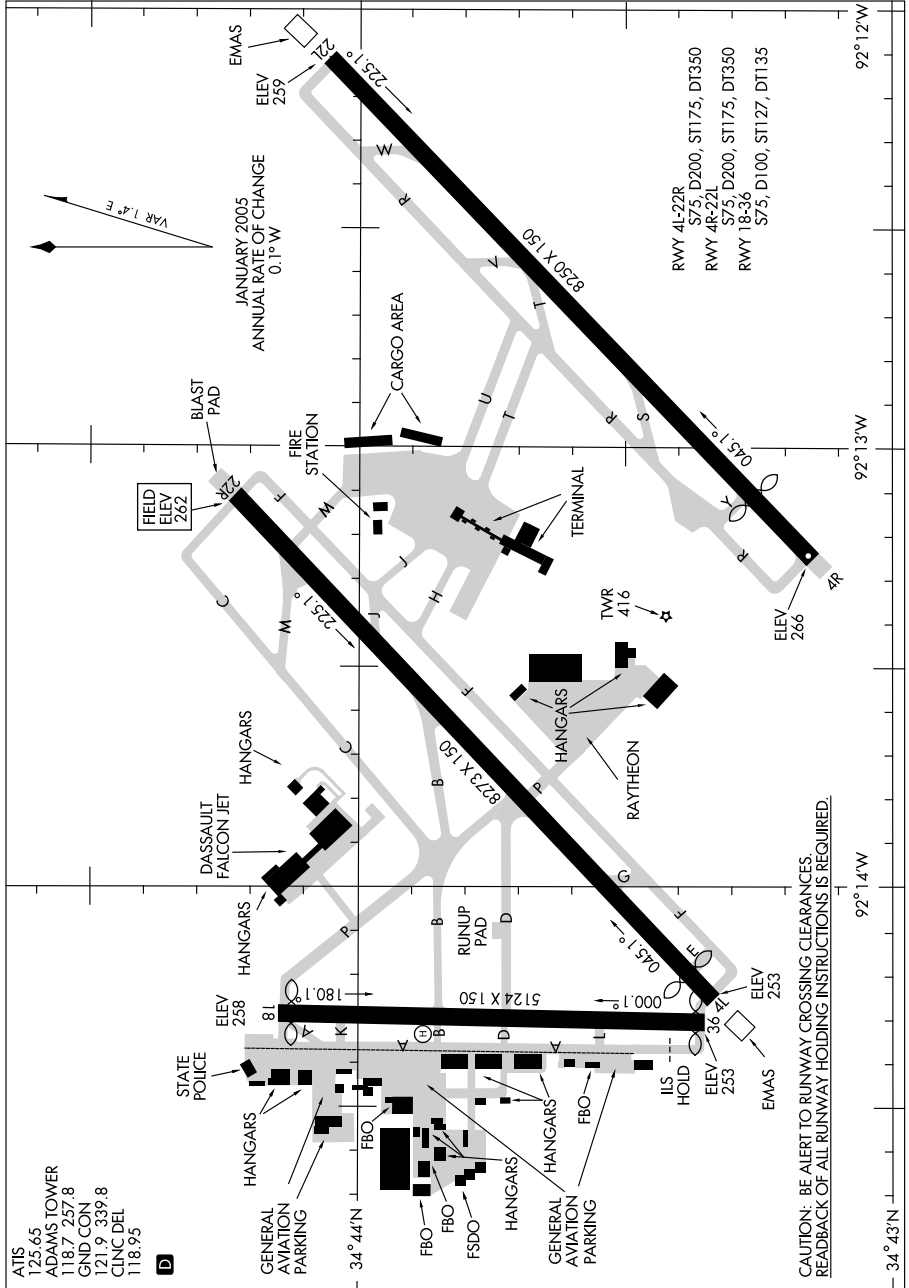 ATIS
125.65
ADAMS TOWER
118.7 257.8
GND CON
121.9 339.8
CLNC DEL
118.95
D
JANUARY 2005
ANNUAL RATE OF CHANGE
0.1° W
VAR 1.4° E
EMAS
22L
ELEV
259
225.1°
W
R
V
8250 X 150
T
U
T
R
S
045.1°
Y
R
4R
ELEV
266
RWY 4L-22R
S75, D200, ST175, DT350
RWY 4R-22L
S75, D200, ST175, DT350
RWY 18-36
S75, D100, ST127, DT135
CARGO AREA
FIRE
STATION
BLAST
PAD
FIELD
ELEV
262
22R
F
W
C
M
225.1°
J
J
H
TERMINAL
TWR
416
F
HANGARS
RAYTHEON
HANGARS
DASSAULT
FALCON JET
HANGARS
C
B
8273 X 150
P
G
F
E
045.1°
4L
ELEV
253
P
B
RUNUP
PAD
D
ELEV
258
18
180.1°
5124 X 150
000.1°
36
ELEV
253
EMAS
ILS
HOLD
A
K
A
H
B
D
A
L
STATE
POLICE
HANGARS
GENERAL
AVIATION
PARKING
FBO
FBO
FBO
FSDO
HANGARS
HANGARS
FBO
GENERAL
AVIATION
PARKING
34°44'N
34°43'N
92°14'W
92°13'W
92°12'W
CAUTION: BE ALERT TO RUNWAY CROSSING CLEARANCES.
READBACK OF ALL RUNWAY HOLDING INSTRUCTIONS IS REQUIRED.